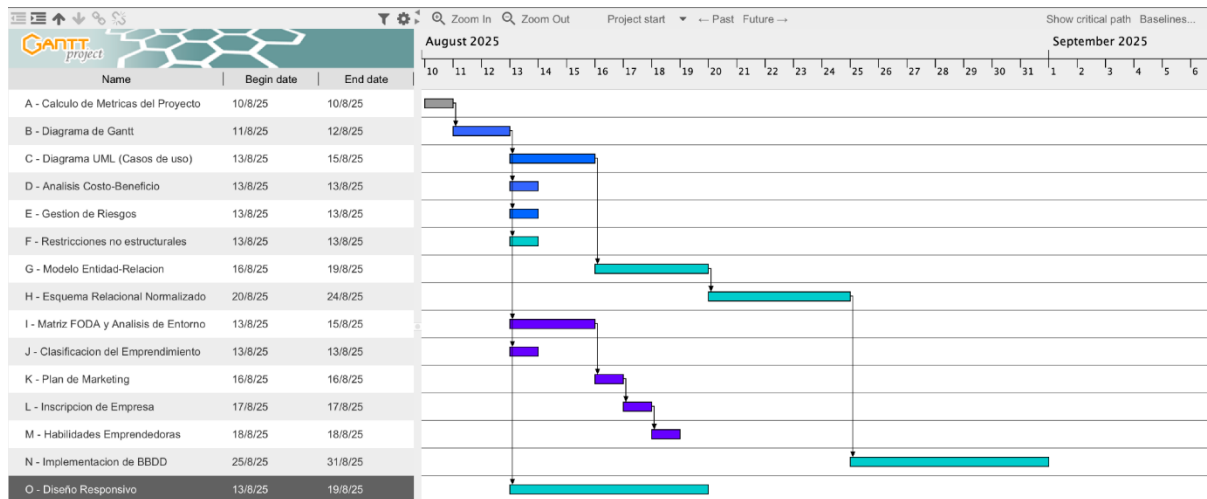 Zoom In Zoom Out Project start ← Past Future → Show critical path Baselines...
GANTT project
August 2025 September 2025
Name Begin date End date 10 11 12 13 14 15 16 17 18 19 20 21 22 23 24 25 26 27 28 29 30 31 1 2 3 4 5 6
A - Calculo de Metricas del Proyecto 10/8/25 10/8/25
B - Diagrama de Gantt 11/8/25 12/8/25
C - Diagrama UML (Casos de uso) 13/8/25 15/8/25
D - Analisis Costo-Beneficio 13/8/25 13/8/25
E - Gestion de Riesgos 13/8/25 13/8/25
F - Restricciones no estructurales 13/8/25 13/8/25
G - Modelo Entidad-Relacion 16/8/25 19/8/25
H - Esquema Relacional Normalizado 20/8/25 24/8/25
I - Matriz FODA y Analisis de Entorno 13/8/25 15/8/25
J - Clasificacion del Emprendimiento 13/8/25 13/8/25
K - Plan de Marketing 16/8/25 16/8/25
L - Inscripcion de Empresa 17/8/25 17/8/25
M - Habilidades Emprendedoras 18/8/25 18/8/25
N - Implementacion de BBDD 25/8/25 31/8/25
O - Diseño Responsivo 13/8/25 19/8/25